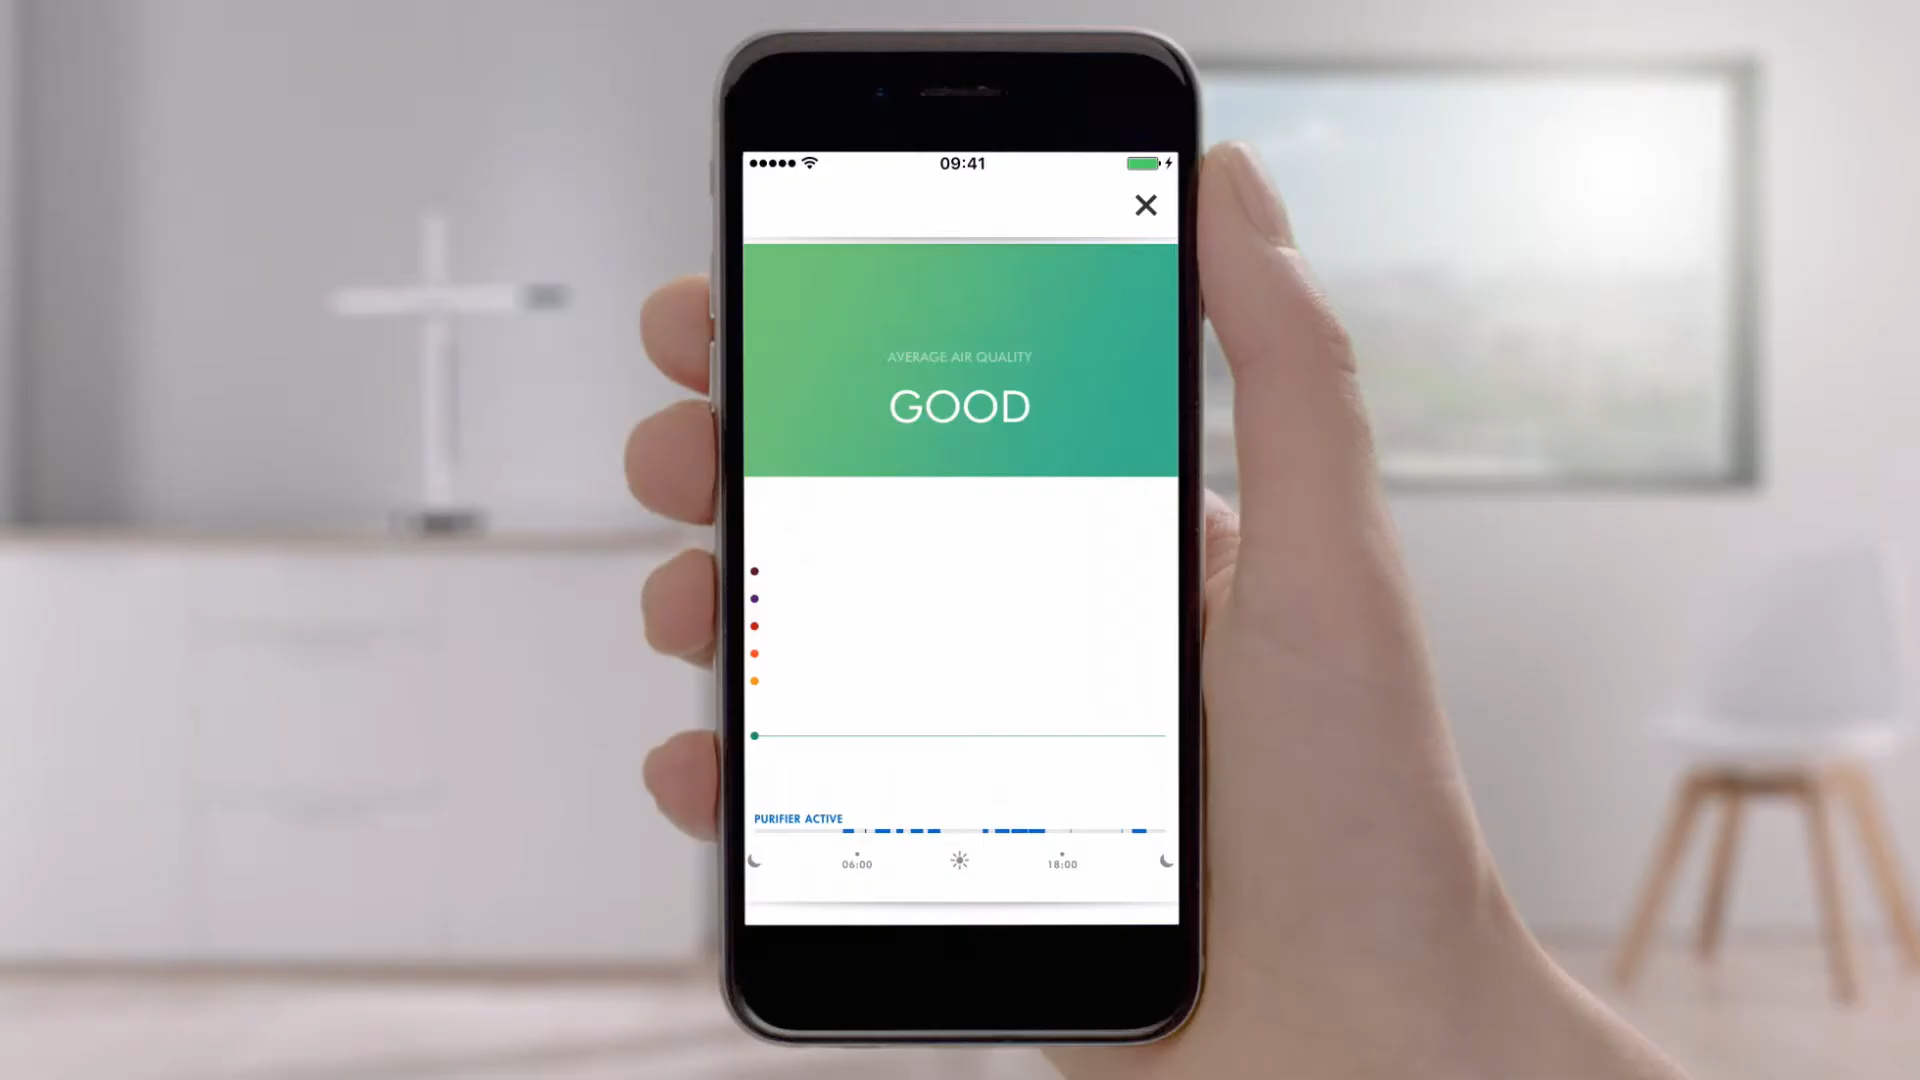 09:41
AVERAGE AIR QUALITY
GOOD
PURIFIER ACTIVE
06:00
18:00